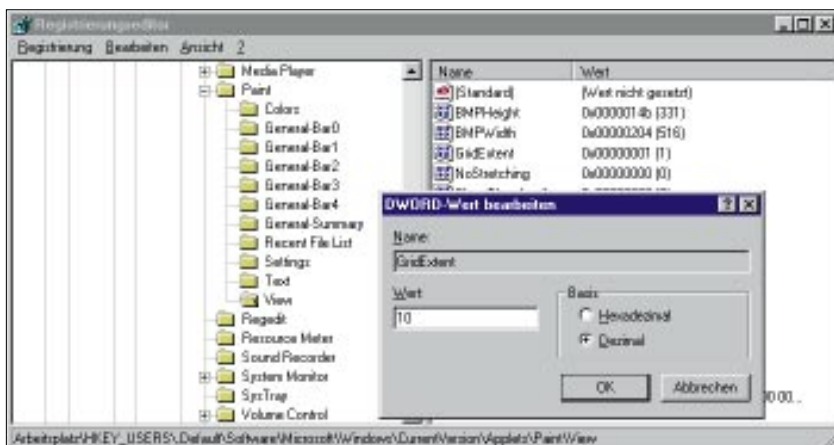 Registrierungseditor
Registrierung Bearbeiten Ansicht ?
Media Player
Paint
Colors
General-Bar0
General-Bar1
General-Bar2
General-Bar3
General-Bar4
General-Summary
Recent File List
Settings
Text
View
Regedit
Resource Meter
Sound Recorder
System Monitor
SysTray
Volume Control
Name Wert
(Standard) (Wert nicht gesetzt)
BMPHeight 0x0000014b (331)
BMPWidth 0x00000204 (516)
GridExtent 0x00000001 (1)
NoStretching 0x00000000 (0)
DWORD-Wert bearbeiten
Name:
GridExtent
Wert
10
Basis
Hexadezimal
Dezimal
OK Abbrechen
Arbeitsplatz\HKEY_USERS\.Default\Software\Microsoft\Windows\CurrentVersion\Applets\Paint\View